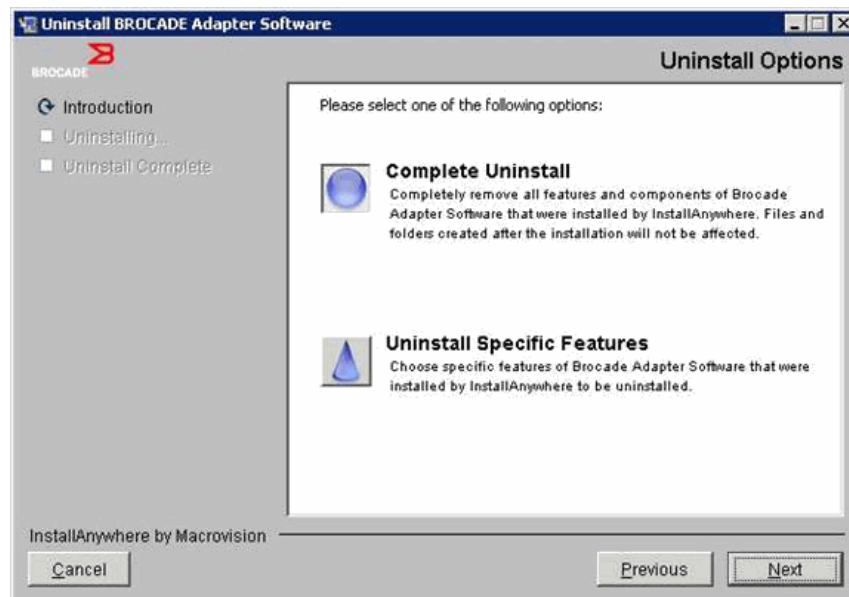 Uninstall BROCADE Adapter Software
BROCADE
Uninstall Options
Introduction
Uninstalling...
Uninstall Complete
Please select one of the following options:
Complete Uninstall
Completely remove all features and components of Brocade
Adapter Software that were installed by InstallAnywhere. Files and
folders created after the installation will not be affected.
Uninstall Specific Features
Choose specific features of Brocade Adapter Software that were
installed by InstallAnywhere to be uninstalled.
InstallAnywhere by Macrovision
Cancel
Previous
Next